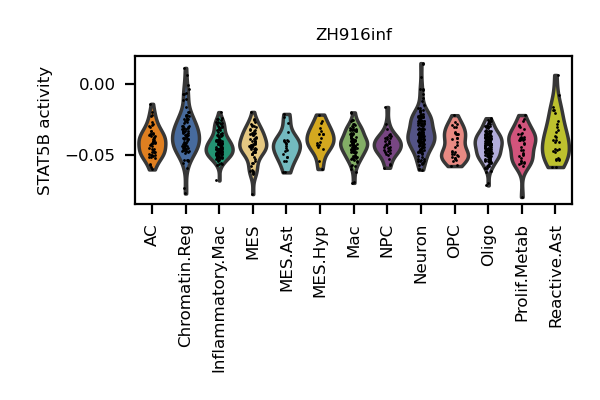 ZH916inf
STAT5B activity
0.00
−0.05
AC
Chromatin.Reg
Inflammatory.Mac
MES
MES.Ast
MES.Hyp
Mac
NPC
Neuron
OPC
Oligo
Prolif.Metab
Reactive.Ast